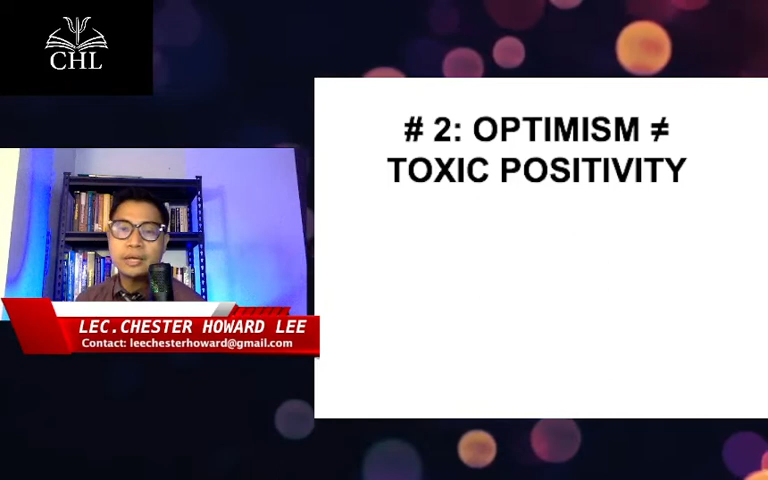 CHL
# 2: OPTIMISM ≠
TOXIC POSITIVITY
LEC.CHESTER HOWARD LEE
Contact: leechesterhoward@gmail.com